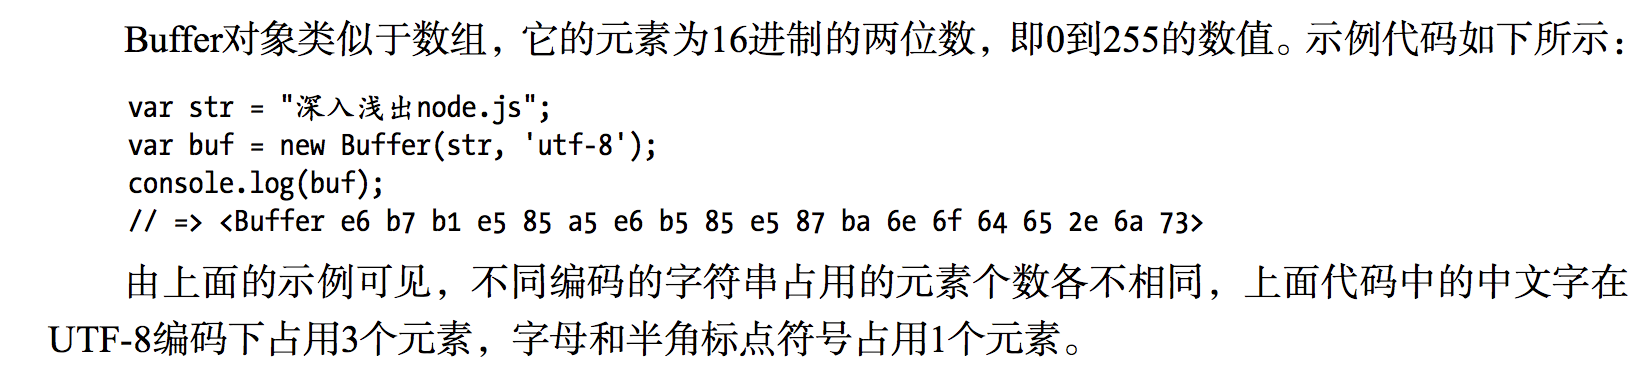 Buffer对象类似于数组，它的元素为16进制的两位数，即0到255的数值。示例代码如下所示：
var str = "深入浅出node.js";
var buf = new Buffer(str, 'utf-8');
console.log(buf);
// => <Buffer e6 b7 b1 e5 85 a5 e6 b5 85 e5 87 ba 6e 6f 64 65 2e 6a 73>
由上面的示例可见，不同编码的字符串占用的元素个数各不相同，上面代码中的中文字在
UTF-8编码下占用3个元素，字母和半角标点符号占用1个元素。